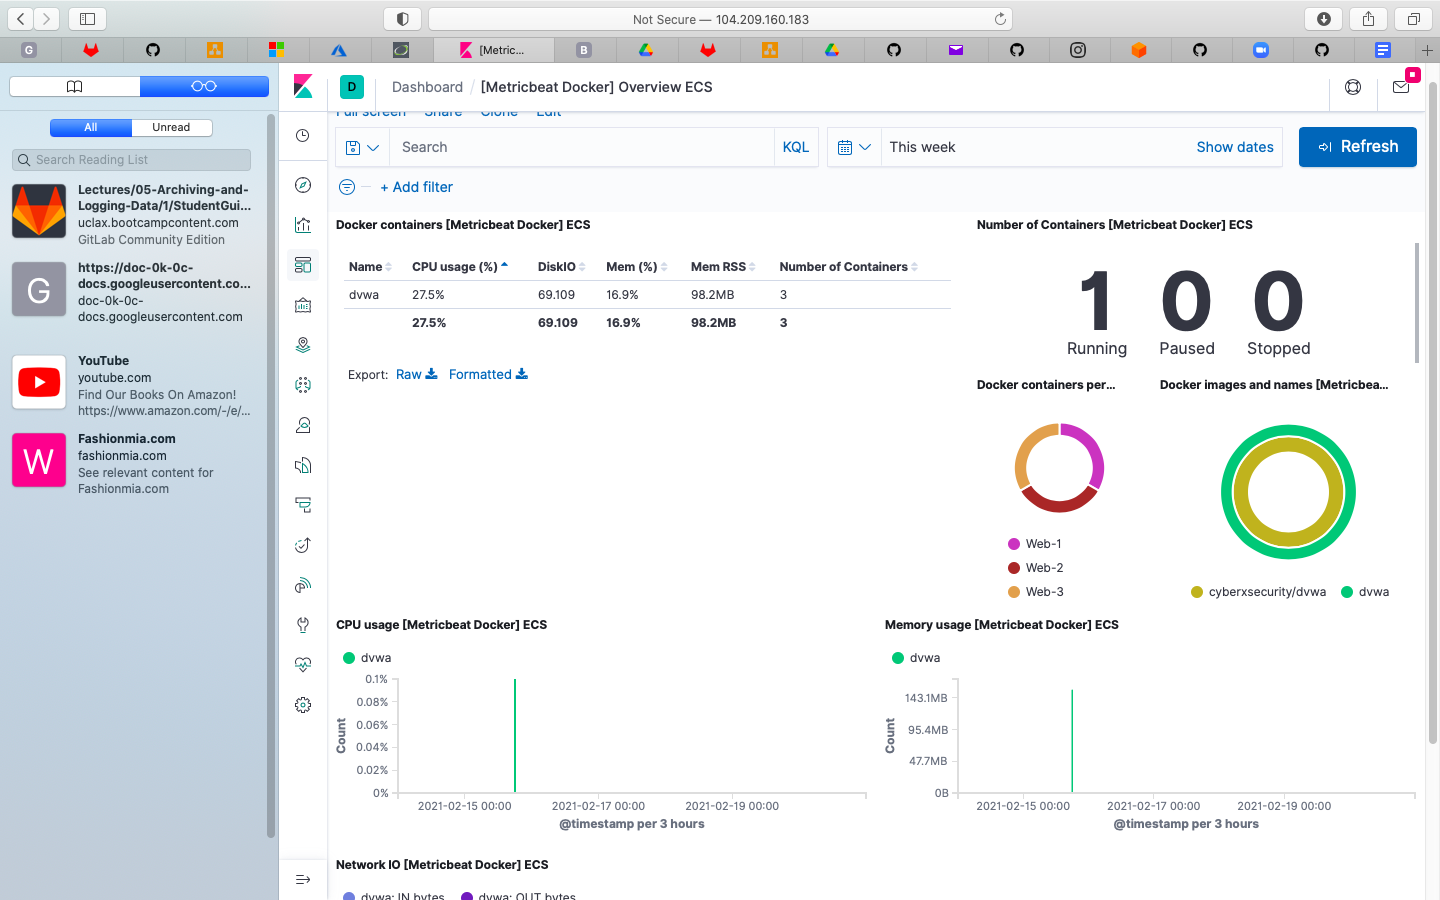 Not Secure — 104.209.160.183
G
[Metric...
B
All
Unread
Search Reading List
Lectures/05-Archiving-and-
Logging-Data/1/StudentGui...
uclax.bootcampcontent.com
GitLab Community Edition
G
https://doc-0k-0c-
docs.googleusercontent.co...
doc-0k-0c-
docs.googleusercontent.com
YouTube
youtube.com
Find Our Books On Amazon!
https://www.amazon.com/-/e/...
W
Fashionmia.com
fashionmia.com
See relevant content for
Fashionmia.com
D
Dashboard / [Metricbeat Docker] Overview ECS
Full screen Share Clone Edit
Search
KQL
This week
Show dates
Refresh
+ Add filter
Docker containers [Metricbeat Docker] ECS
Name CPU usage (%) DiskIO Mem (%) Mem RSS Number of Containers
dvwa 27.5% 69.109 16.9% 98.2MB 3
27.5% 69.109 16.9% 98.2MB 3
Export: Raw Formatted
Number of Containers [Metricbeat Docker] ECS
1 0 0
Running Paused Stopped
Docker containers per...
Web-1
Web-2
Web-3
Docker images and names [Metricbea...
cyberxsecurity/dvwa dvwa
CPU usage [Metricbeat Docker] ECS
dvwa
Count
0.1%
0.08%
0.06%
0.04%
0.02%
0%
2021-02-15 00:00 2021-02-17 00:00 2021-02-19 00:00
@timestamp per 3 hours
Memory usage [Metricbeat Docker] ECS
dvwa
Count
143.1MB
95.4MB
47.7MB
0B
2021-02-15 00:00 2021-02-17 00:00 2021-02-19 00:00
@timestamp per 3 hours
Network IO [Metricbeat Docker] ECS
dvwa: IN bytes dvwa: OUT bytes